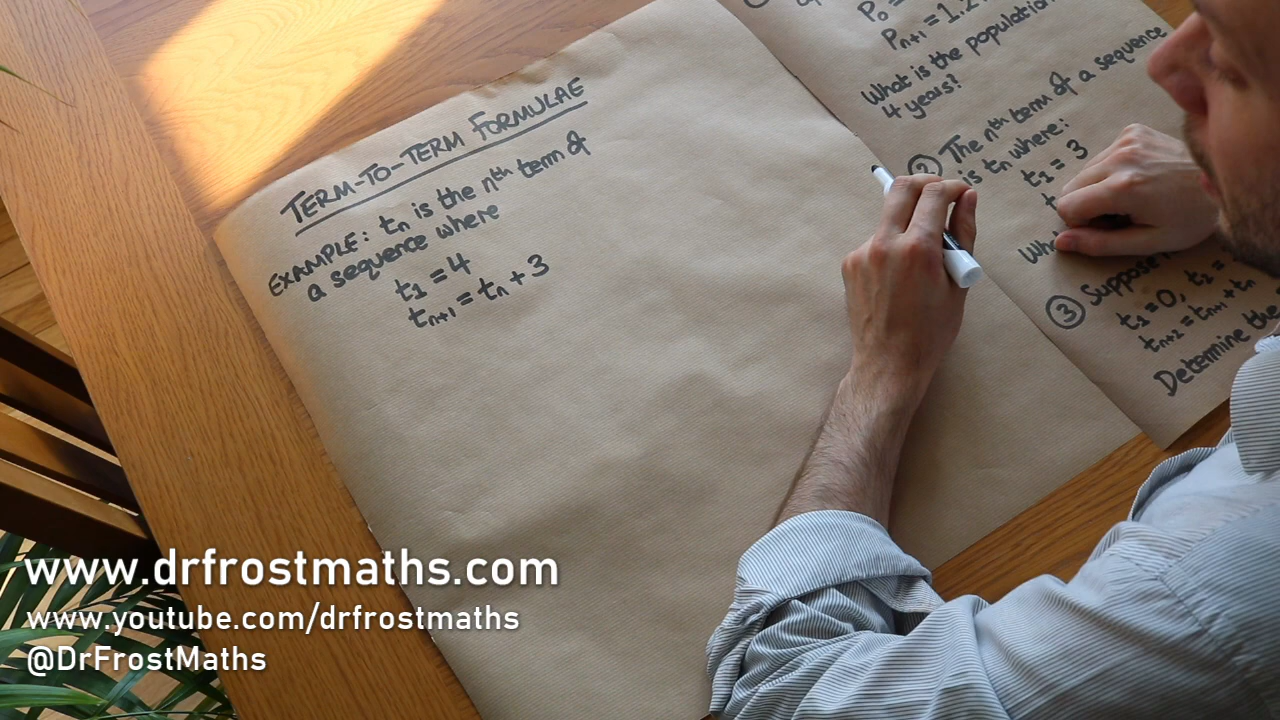 TERM-TO-TERM FORMULAE
EXAMPLE: tn is the nth term of
a sequence where
t1 = 4
tn+1 = tn + 3
P0 =
Pn+1 = 1.2
What is the population
4 years?
② The nth term of a sequence
is tn where:
t1 = 3
③ Suppose
t1 = 0, t2 =
tn+2 = tn+1 + tn
Determine the
www.drfrostmaths.com
www.youtube.com/drfrostmaths
@DrFrostMaths